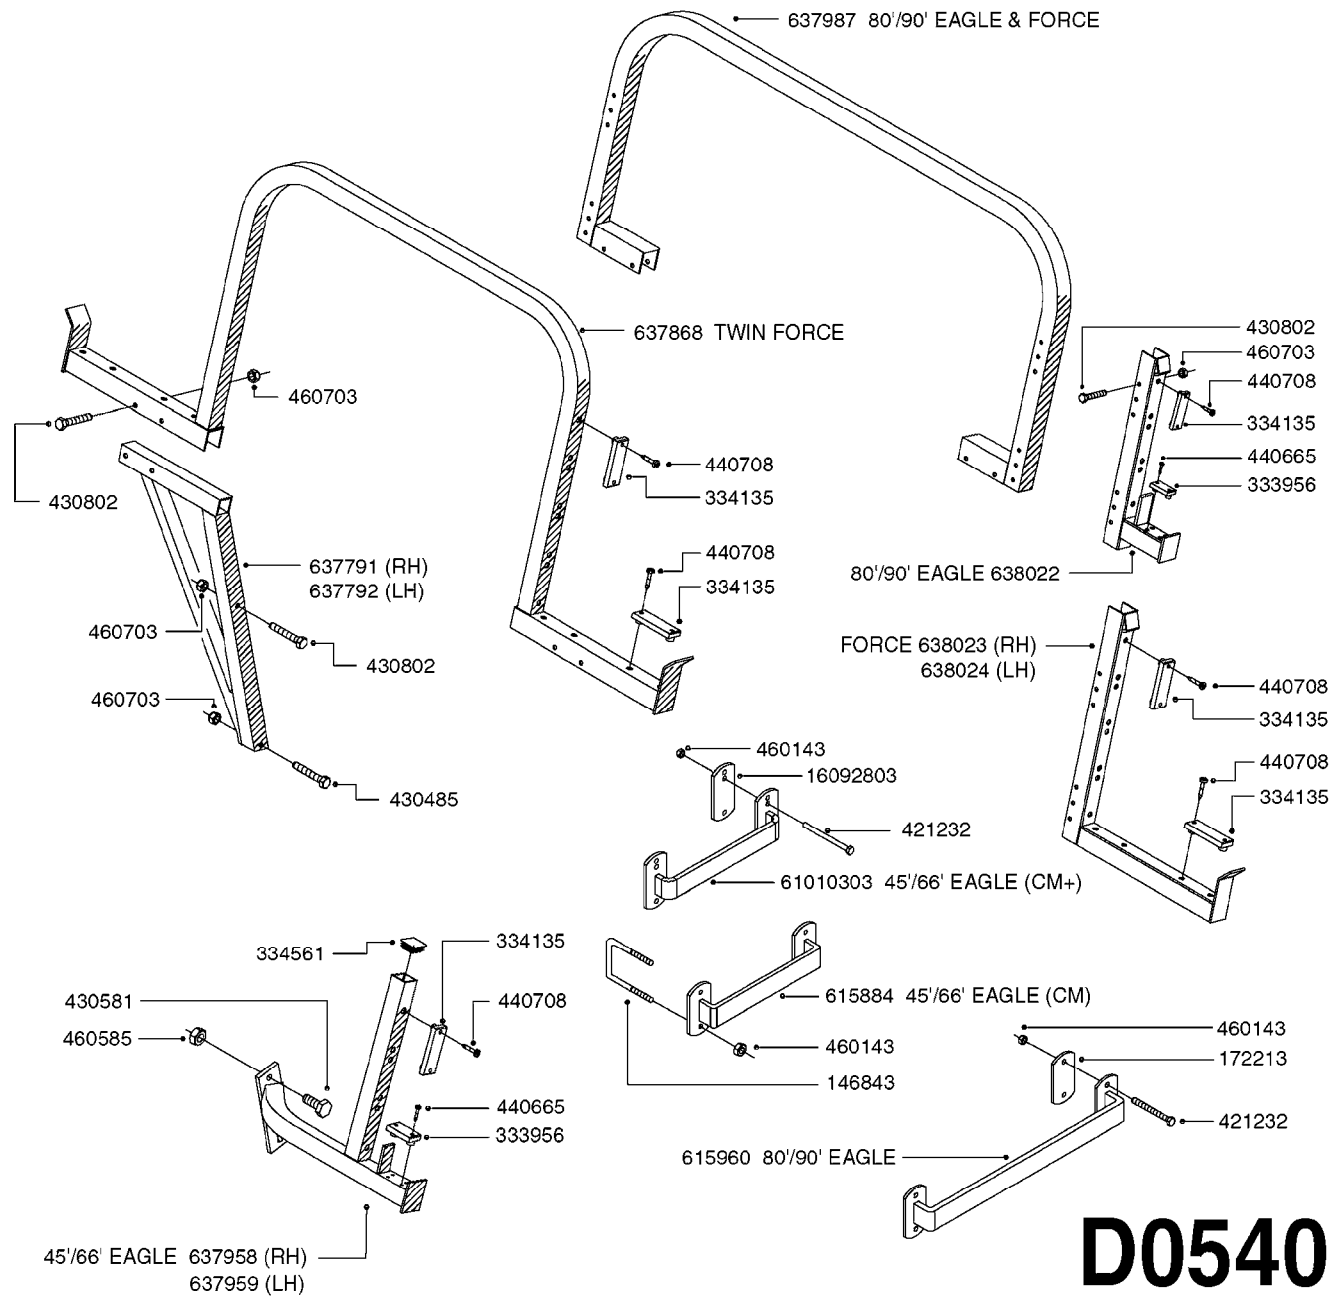 637987 80'/90' EAGLE & FORCE
637868 TWIN FORCE
460703
430802
440708
334135
440708
334135
637791 (RH)
637792 (LH)
460703
430802
460703
430485
430802
460703
440708
334135
440665
333956
80'/90' EAGLE 638022
FORCE 638023 (RH)
638024 (LH)
440708
334135
440708
334135
460143
16092803
421232
61010303 45'/66' EAGLE (CM+)
334561
334135
430581
440708
460585
440665
333956
45'/66' EAGLE 637958 (RH)
637959 (LH)
615884 45'/66' EAGLE (CM)
460143
146843
460143
172213
421232
615960 80'/90' EAGLE
D0540